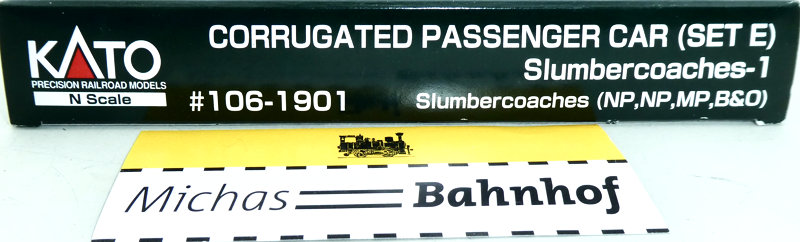 KATO
PRECISION RAILROAD MODELS
N Scale
CORRUGATED PASSENGER CAR (SET E)
Slumbercoaches-1
#106-1901 Slumbercoaches (NP,NP,MP,B&O)
Michas Bahnhof